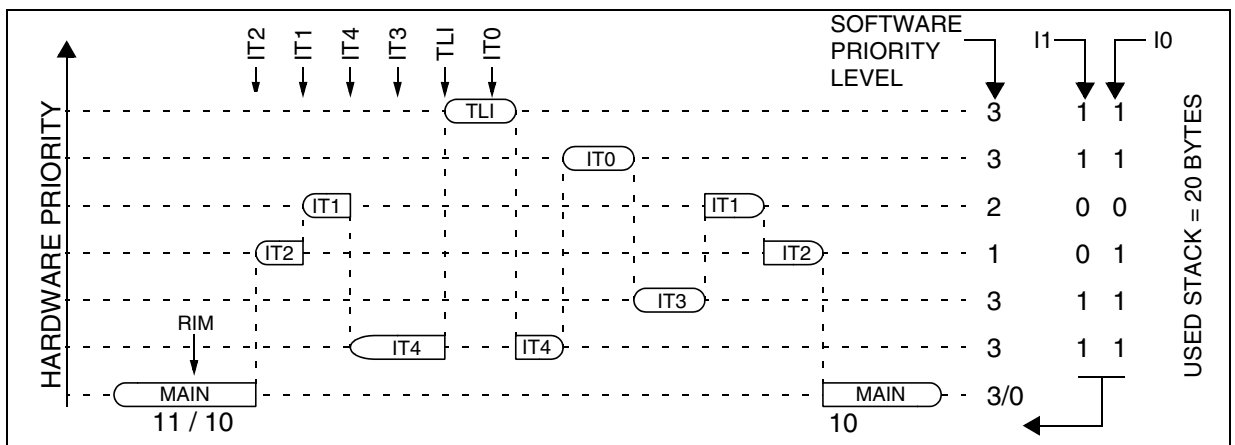 SOFTWARE
PRIORITY
LEVEL
I1
I0
IT2
IT1
IT4
IT3
TLI
IT0
HARDWARE PRIORITY
USED STACK = 20 BYTES
TLI
3
1 1
IT0
3
1 1
IT1
IT1
2
0 0
IT2
IT2
1
0 1
IT3
3
1 1
RIM
IT4
IT4
3
1 1
MAIN
MAIN
3/0
11 / 10
10